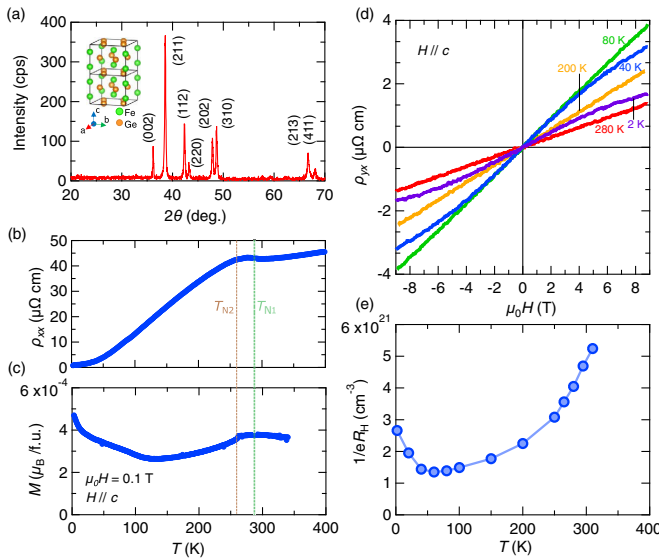 (a)
400
300
200
100
0
Intensity (cps)
(002)
(211)
(112)
(220)
(202)
(310)
(213)
(411)
c
b
a
Fe
Ge
20 30 40 50 60 70
2θ (deg.)
(b)
50
40
30
20
10
0
ρxx (μΩ cm)
TN2
TN1
(c)
6 x10-4
4
2
0
M (μB /f.u.)
μ0H = 0.1 T
H // c
0 100 200 300 400
T (K)
(d)
4
2
0
-2
-4
ρyx (μΩ cm)
H // c
80 K
40 K
200 K
2 K
280 K
-8 -6 -4 -2 0 2 4 6 8
μ0H (T)
(e)
6 x1021
5
4
3
2
1
0
1/eRH (cm-3)
0 100 200 300 400
T (K)